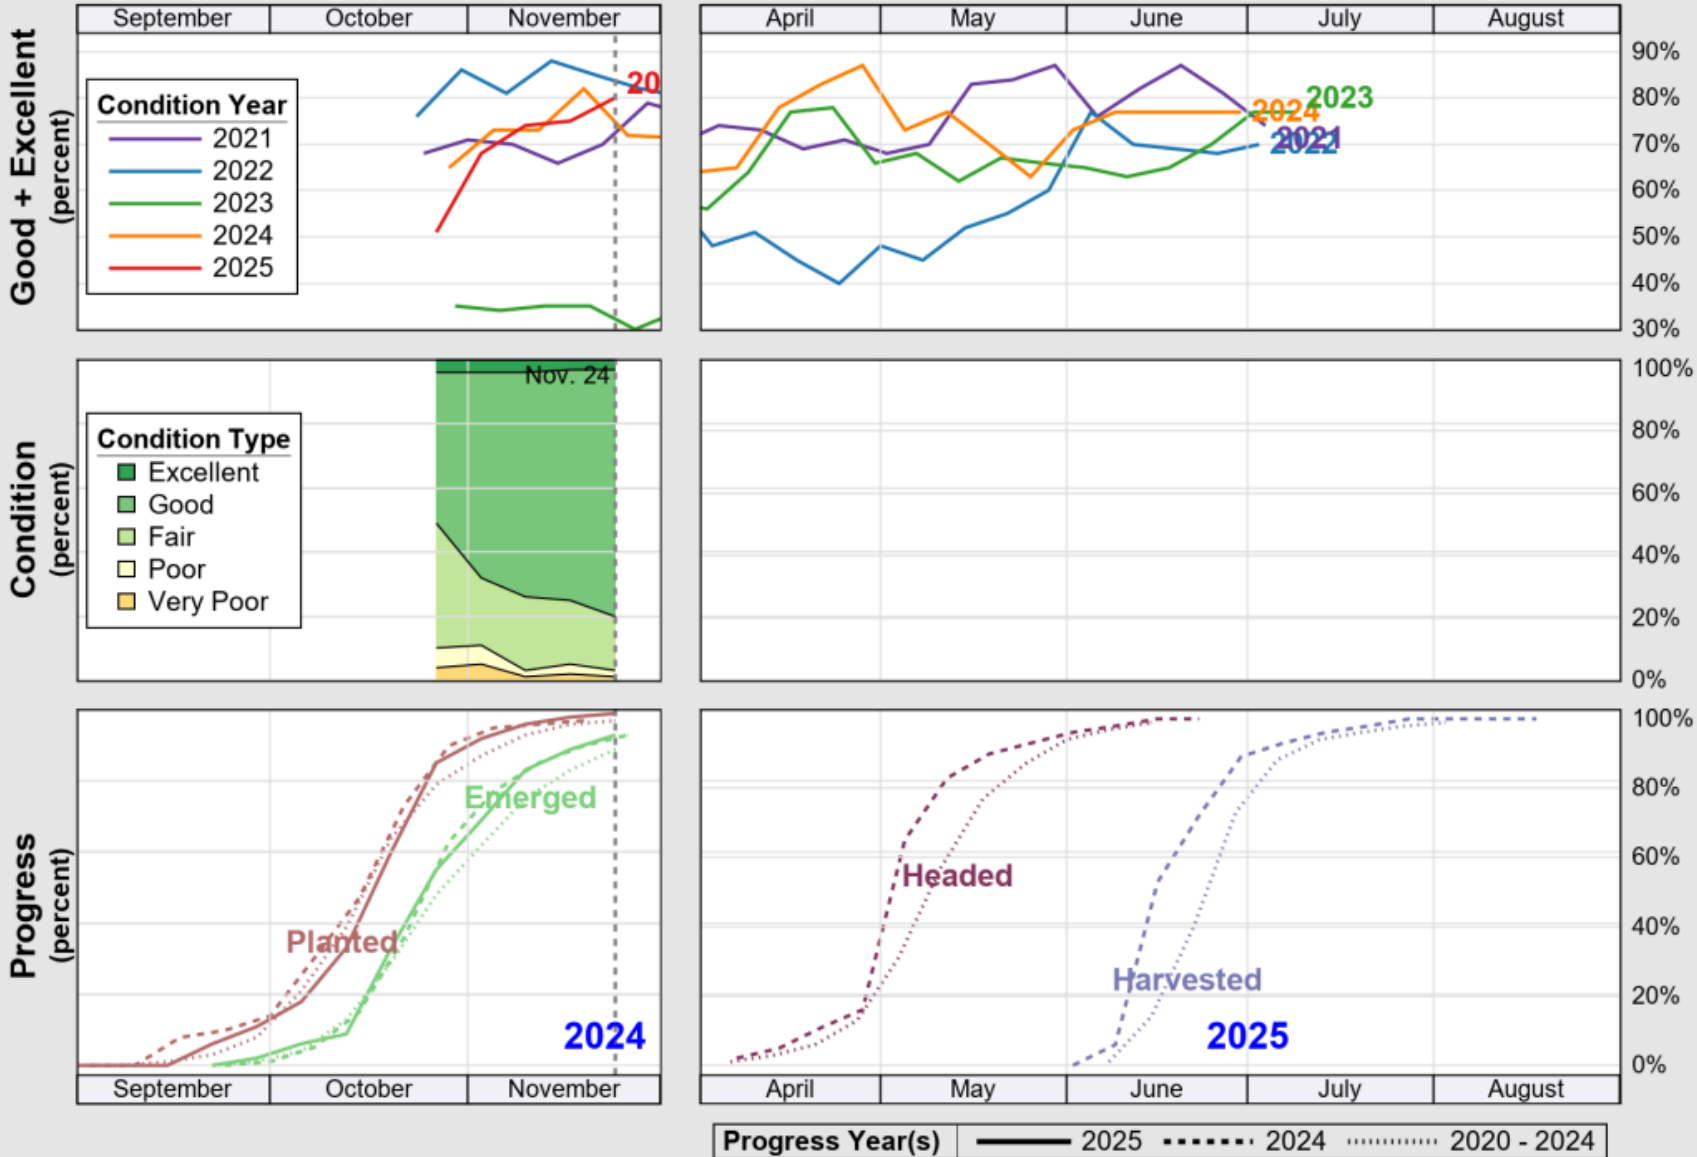 September October November April May June July August
Good + Excellent
(percent)
Condition Year
2021
2022
2023
2024
2025
20
2023
2024
2021
2022
90%
80%
70%
60%
50%
40%
30%
Condition
(percent)
Nov. 24
Condition Type
Excellent
Good
Fair
Poor
Very Poor
100%
80%
60%
40%
20%
0%
Progress
(percent)
Planted
Emerged
2024
Headed
Harvested
2025
100%
80%
60%
40%
20%
0%
September October November April May June July August
Progress Year(s) 2025 2024 2020 - 2024